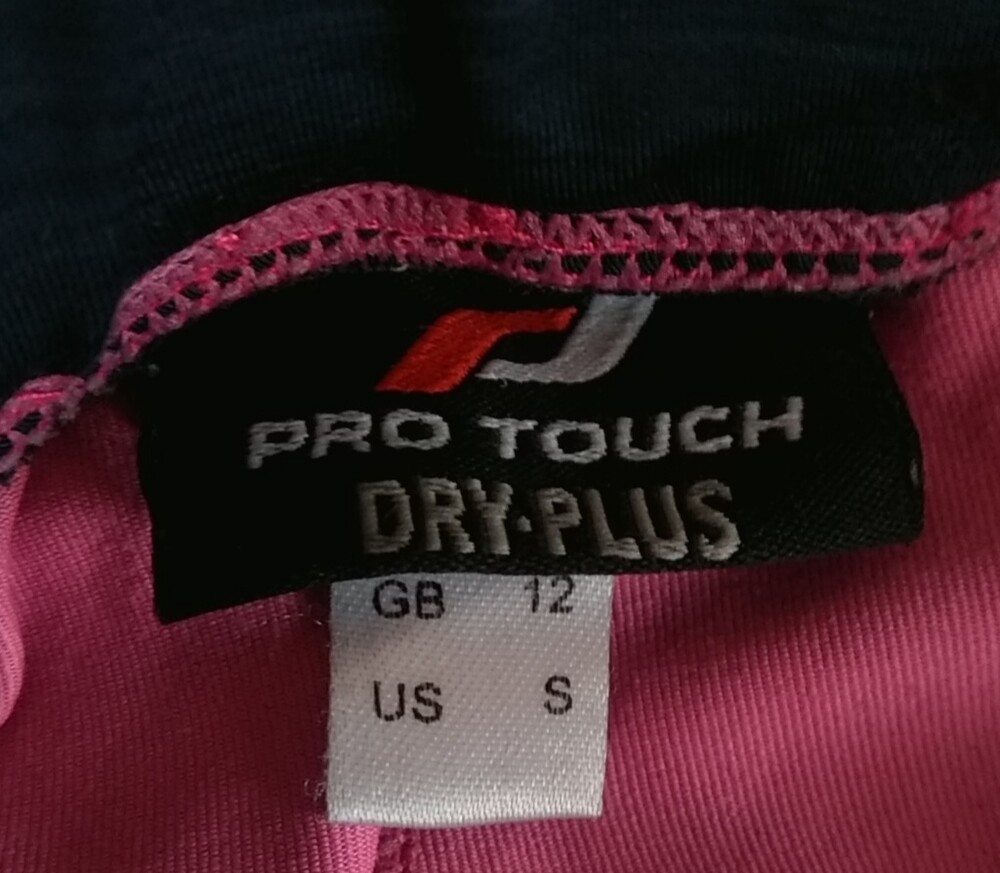 PRO TOUCH
DRY·PLUS
GB 12
US S